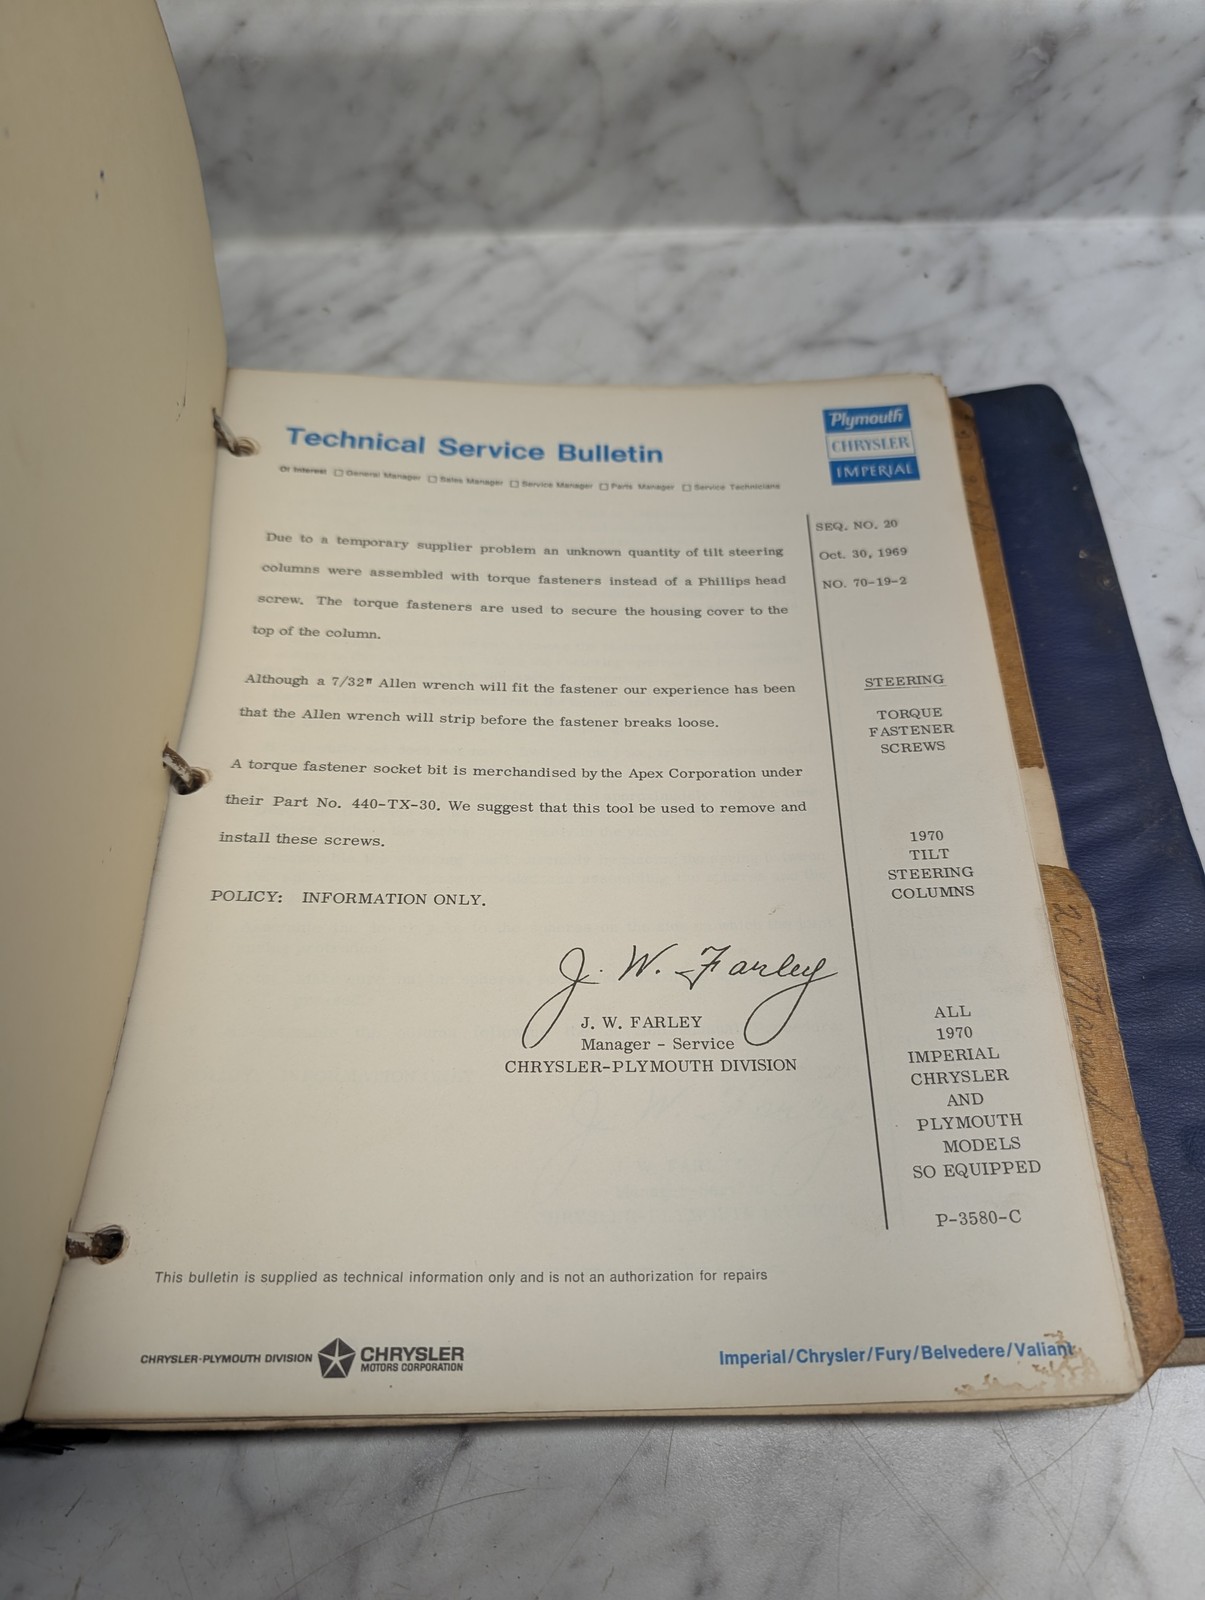 Technical Service Bulletin
Plymouth
CHRYSLER
IMPERIAL
Of Interest ☐ General Manager ☐ Sales Manager ☐ Service Manager ☐ Parts Manager ☐ Service Technicians
SEQ. NO. 20
Oct. 30, 1969
NO. 70-19-2
Due to a temporary supplier problem an unknown quantity of tilt steering
columns were assembled with torque fasteners instead of a Phillips head
screw. The torque fasteners are used to secure the housing cover to the
top of the column.
Although a 7/32" Allen wrench will fit the fastener our experience has been
that the Allen wrench will strip before the fastener breaks loose.
A torque fastener socket bit is merchandised by the Apex Corporation under
their Part No. 440-TX-30. We suggest that this tool be used to remove and
install these screws.
POLICY: INFORMATION ONLY.
J. W. Farley
J. W. FARLEY
Manager - Service
CHRYSLER-PLYMOUTH DIVISION
STEERING
TORQUE
FASTENER
SCREWS
1970
TILT
STEERING
COLUMNS
ALL
1970
IMPERIAL
CHRYSLER
AND
PLYMOUTH
MODELS
SO EQUIPPED
P-3580-C
This bulletin is supplied as technical information only and is not an authorization for repairs
CHRYSLER-PLYMOUTH DIVISION
CHRYSLER
MOTORS CORPORATION
Imperial/Chrysler/Fury/Belvedere/Valiant